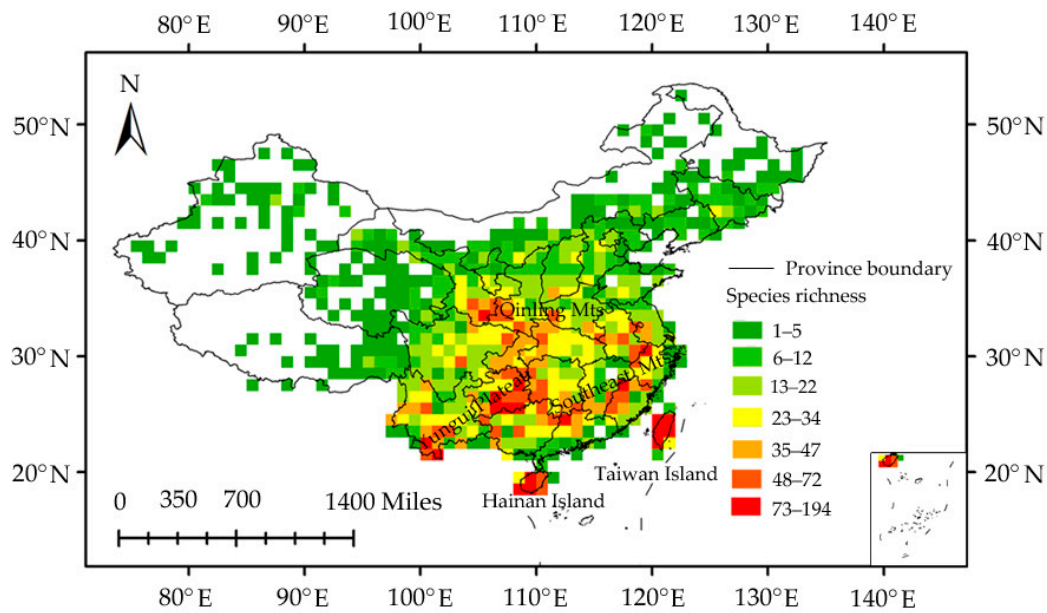 80°E 90°E 100°E 110°E 120°E 130°E 140°E
N
50°N 50°N
40°N 40°N
Province boundary
Species richness
Qinling Mts
1–5
30°N 30°N
6–12
Southeast Mts
13–22
Yungui Plateau
23–34
35–47
20°N 20°N
Taiwan Island
48–72
0 350 700 1400 Miles
Hainan Island
73–194
80°E 90°E 100°E 110°E 120°E 130°E 140°E